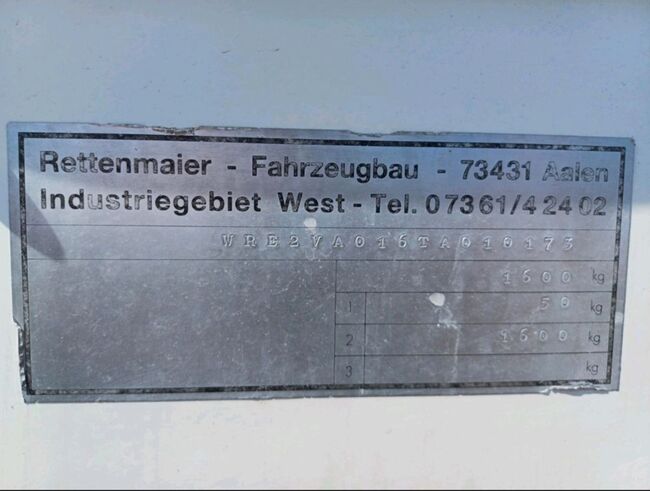 Rettenmaier - Fahrzeugbau - 73431 Aalen
Industriegebiet West - Tel. 07361/42402
WRE2VA016TA010173
1600 kg
1 50 kg
2 1600 kg
3 kg